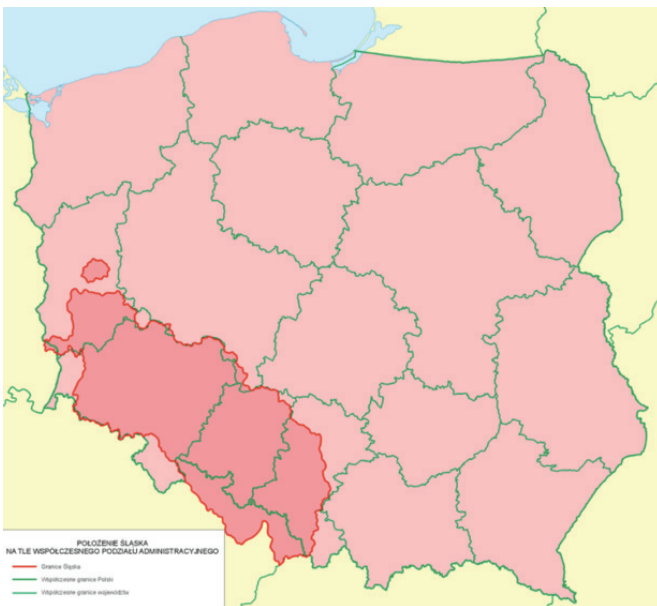 POŁOŻENIE ŚLĄSKA
NA TLE WSPÓŁCZESNEGO PODZIAŁU ADMINISTRACYJNEGO
Granice Śląska
Współczesne granice Polski
Współczesne granice województw